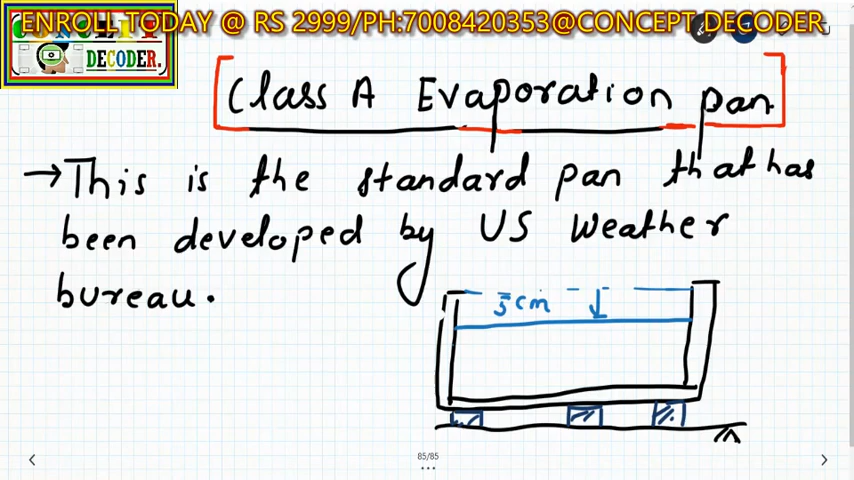 ENROLL TODAY @ RS 2999/PH:7008420353@CONCEPT DECODER
DECODER.
Class A Evaporation pan
→ This is the standard pan that has
been developed by US Weather
bureau.
5cm
85/85